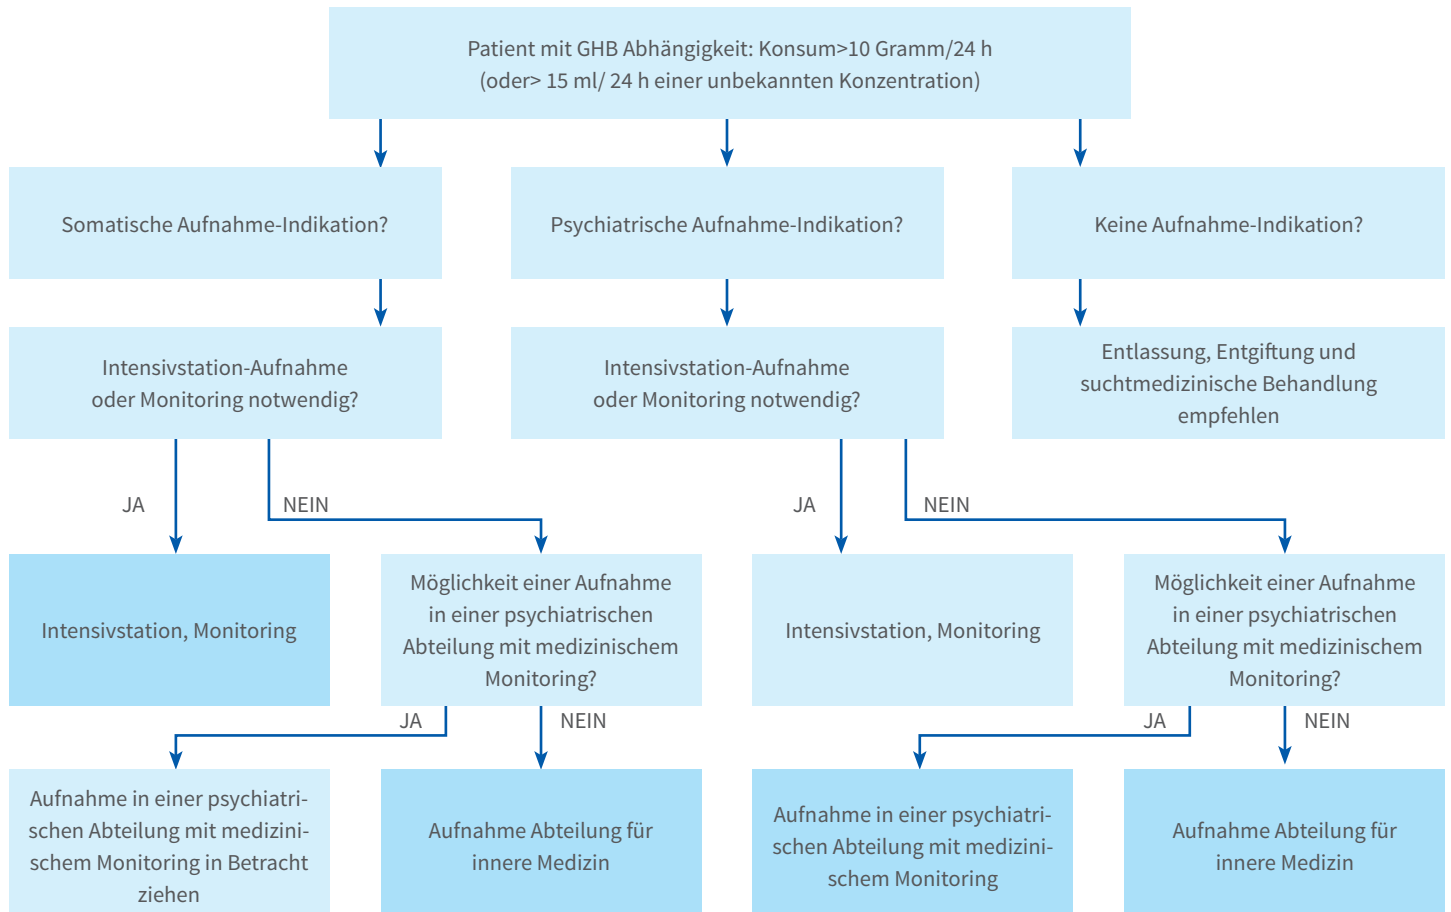 Patient mit GHB Abhängigkeit: Konsum>10 Gramm/24 h
(oder> 15 ml/ 24 h einer unbekannten Konzentration)
Somatische Aufnahme-Indikation?
Psychiatrische Aufnahme-Indikation?
Keine Aufnahme-Indikation?
Intensivstation-Aufnahme
oder Monitoring notwendig?
Intensivstation-Aufnahme
oder Monitoring notwendig?
Entlassung, Entgiftung und
suchtmedizinische Behandlung
empfehlen
JA
NEIN
JA
NEIN
Intensivstation, Monitoring
Möglichkeit einer Aufnahme
in einer psychiatrischen
Abteilung mit medizinischem
Monitoring?
Intensivstation, Monitoring
Möglichkeit einer Aufnahme
in einer psychiatrischen
Abteilung mit medizinischem
Monitoring?
JA
NEIN
JA
NEIN
Aufnahme in einer psychiatri-
schen Abteilung mit medizini-
schem Monitoring in Betracht
ziehen
Aufnahme Abteilung für
innere Medizin
Aufnahme in einer psychiatri-
schen Abteilung mit medizini-
schem Monitoring
Aufnahme Abteilung für
innere Medizin